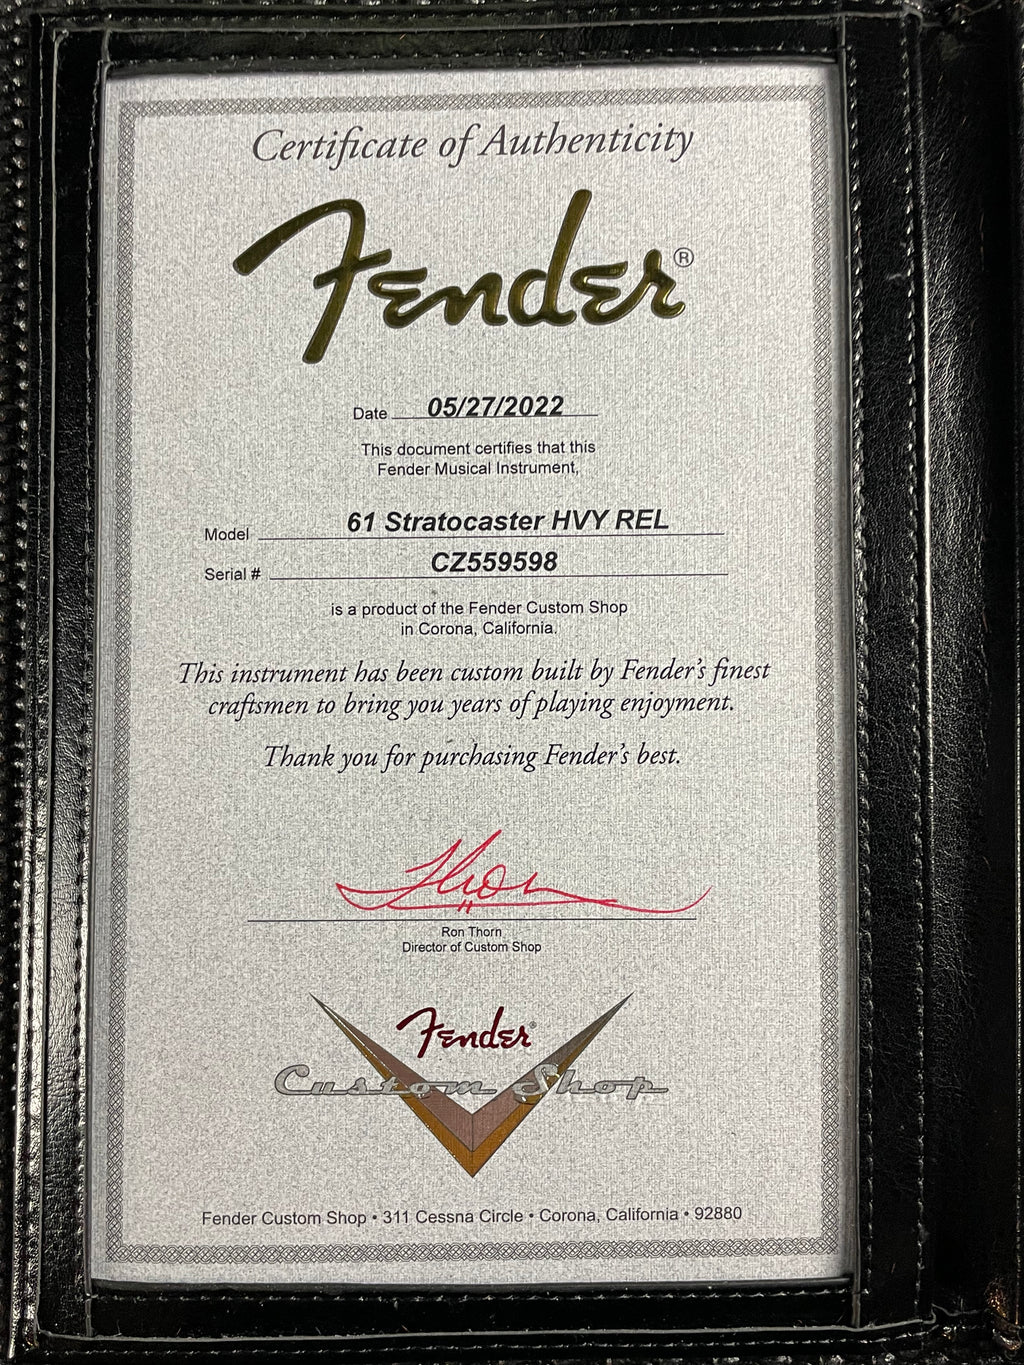 Certificate of Authenticity
Fender®
Date 05/27/2022
This document certifies that this
Fender Musical Instrument,
Model 61 Stratocaster HVY REL
Serial # CZ559598
is a product of the Fender Custom Shop
in Corona, California.
This instrument has been custom built by Fender's finest
craftsmen to bring you years of playing enjoyment.
Thank you for purchasing Fender's best.
Thorn
Ron Thorn
Director of Custom Shop
Fender®
Custom Shop
Fender Custom Shop • 311 Cessna Circle • Corona, California • 92880